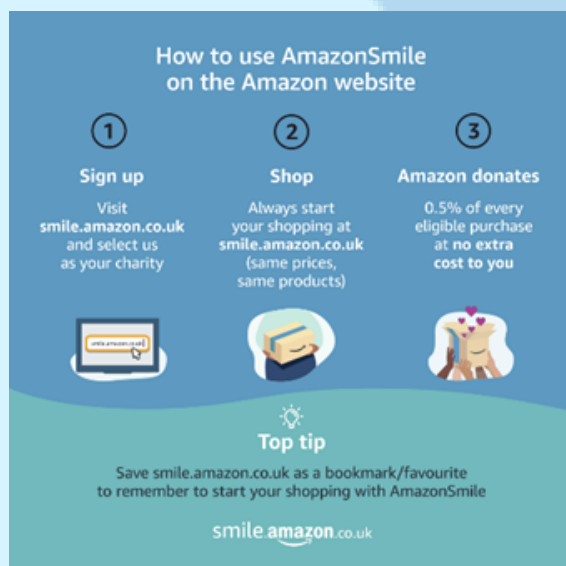 How to use AmazonSmile
on the Amazon website
1
Sign up
Visit
smile.amazon.co.uk
and select us
as your charity
smile.amazon.co.uk
2
Shop
Always start
your shopping at
smile.amazon.co.uk
(same prices,
same products)
3
Amazon donates
0.5% of every
eligible purchase
at no extra
cost to you
Top tip
Save smile.amazon.co.uk as a bookmark/favourite
to remember to start your shopping with AmazonSmile
smile.amazon.co.uk